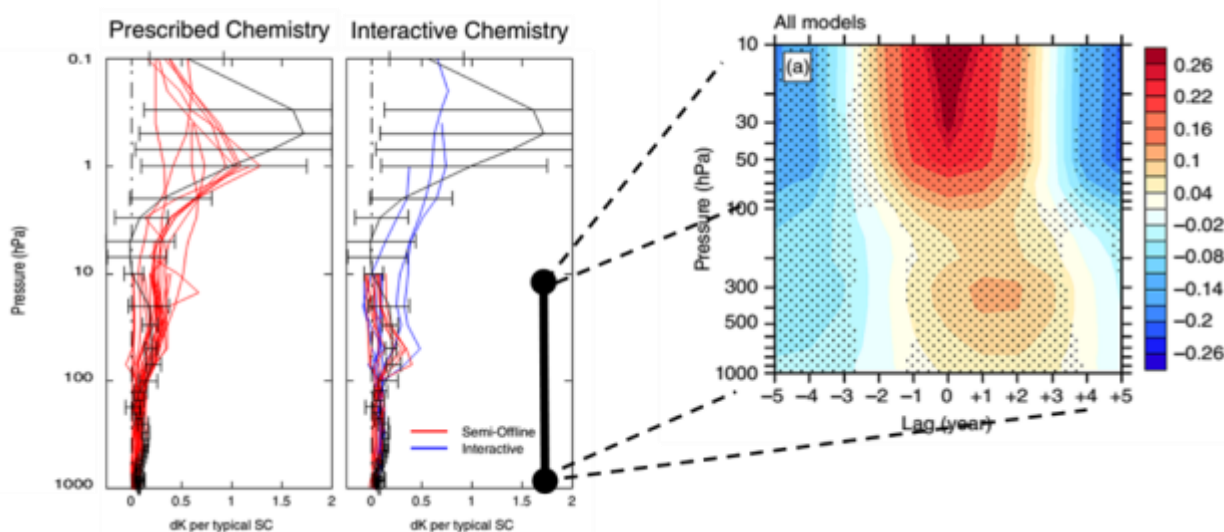 Prescribed Chemistry
Interactive Chemistry
0.1
1
10
100
1000
Pressure (hPa)
0 0.5 1 1.5 2
dK per typical SC
0 0.5 1 1.5 2
dK per typical SC
Semi-Offline
Interactive
All models
(a)
10
30
50
100
300
500
1000
Pressure (hPa)
−5 −4 −3 −2 −1 0 +1 +2 +3 +4 +5
Lag (year)
0.26
0.22
0.16
0.1
0.04
−0.02
−0.08
−0.14
−0.2
−0.26